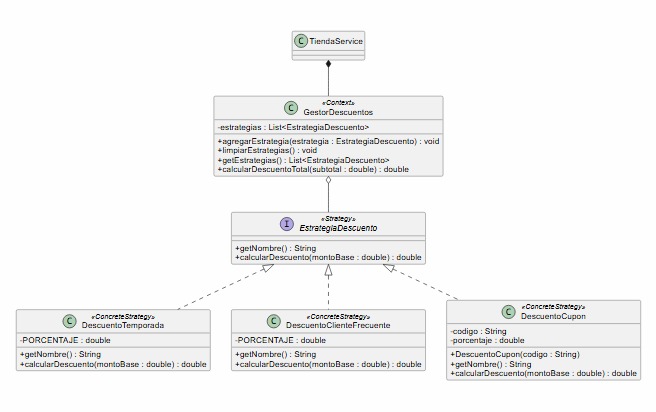 C TiendaService
«Context»
C GestorDescuentos
-estrategias : List<EstrategiaDescuento>
+agregarEstrategia(estrategia : EstrategiaDescuento) : void
+limpiarEstrategias() : void
+getEstrategias() : List<EstrategiaDescuento>
+calcularDescuentoTotal(subtotal : double) : double
«Strategy»
I EstrategiaDescuento
+getNombre() : String
+calcularDescuento(montoBase : double) : double
«ConcreteStrategy»
C DescuentoTemporada
-PORCENTAJE : double
+getNombre() : String
+calcularDescuento(montoBase : double) : double
«ConcreteStrategy»
C DescuentoClienteFrecuente
-PORCENTAJE : double
+getNombre() : String
+calcularDescuento(montoBase : double) : double
«ConcreteStrategy»
C DescuentoCupon
-codigo : String
-porcentaje : double
+DescuentoCupon(codigo : String)
+getNombre() : String
+calcularDescuento(montoBase : double) : double